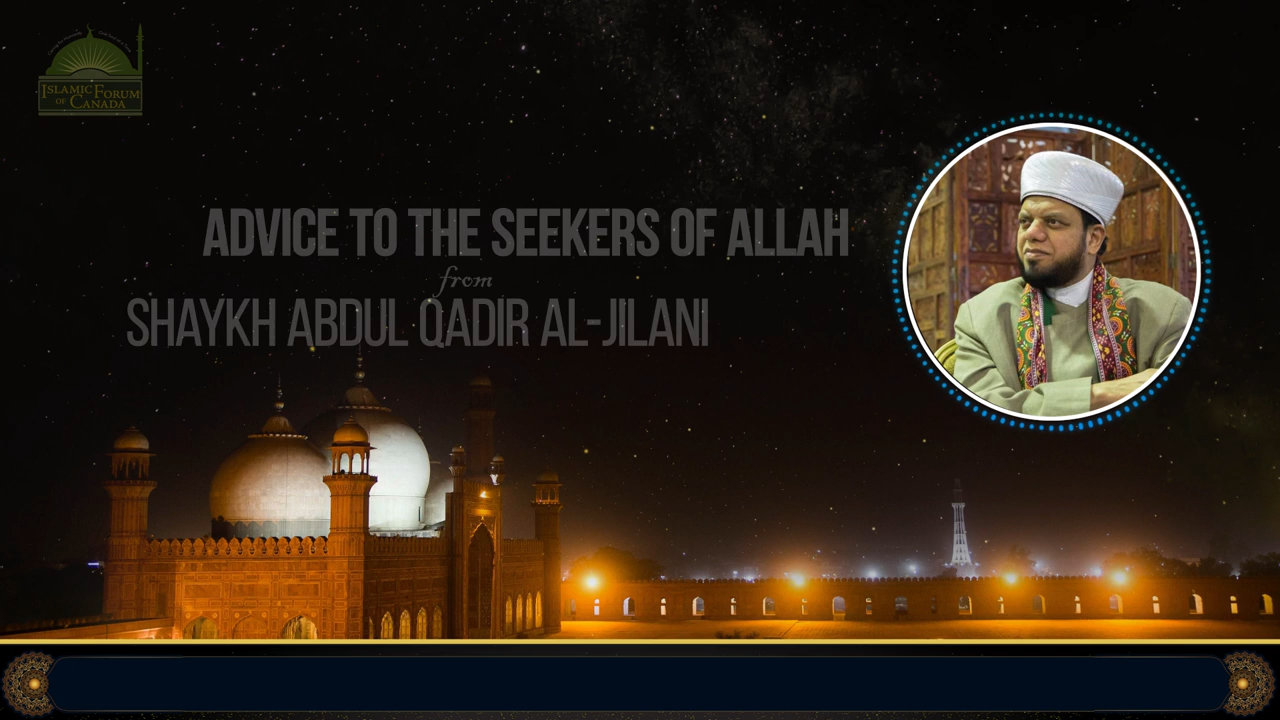 ISLAMIC FORUM
OF CANADA
ADVICE TO THE SEEKERS OF ALLAH
from
SHAYKH ABDUL QADIR AL-JILANI